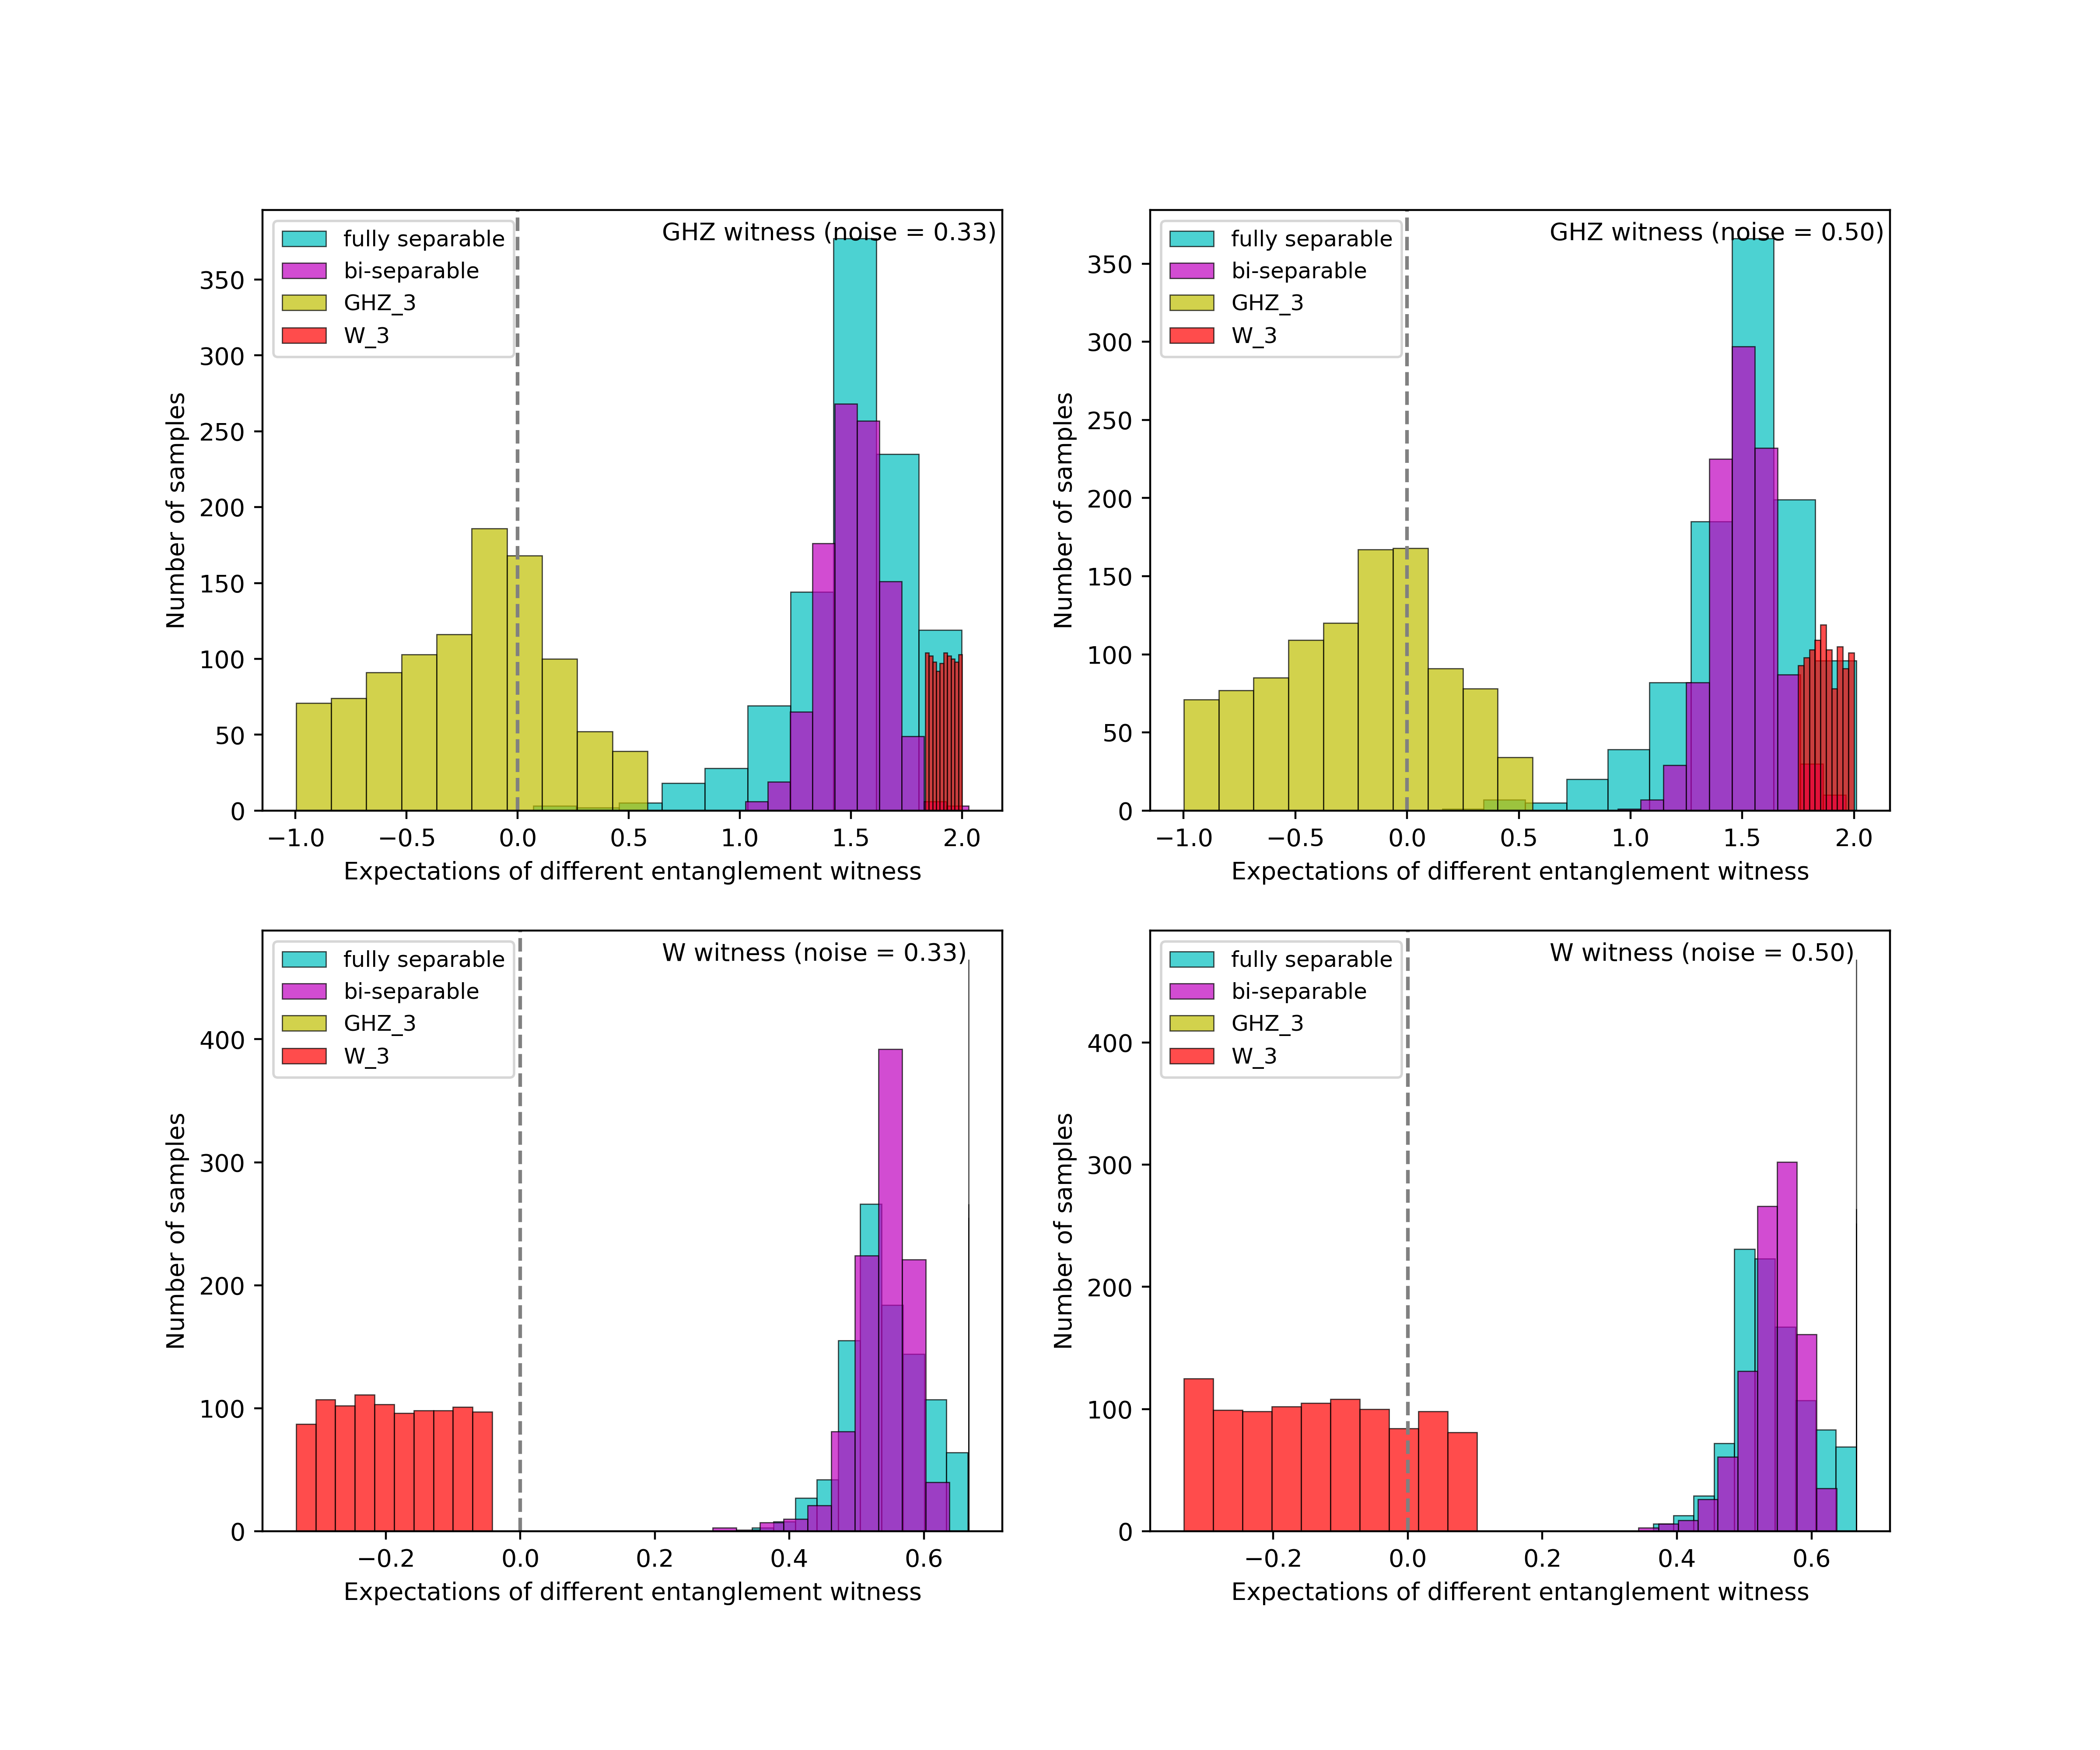 GHZ witness (noise = 0.33)
fully separable
bi-separable
GHZ_3
W_3
Number of samples
350
300
250
200
150
100
50
0
−1.0 −0.5 0.0 0.5 1.0 1.5 2.0
Expectations of different entanglement witness
GHZ witness (noise = 0.50)
fully separable
bi-separable
GHZ_3
W_3
Number of samples
350
300
250
200
150
100
50
0
−1.0 −0.5 0.0 0.5 1.0 1.5 2.0
Expectations of different entanglement witness
W witness (noise = 0.33)
fully separable
bi-separable
GHZ_3
W_3
Number of samples
400
300
200
100
0
−0.2 0.0 0.2 0.4 0.6
Expectations of different entanglement witness
W witness (noise = 0.50)
fully separable
bi-separable
GHZ_3
W_3
Number of samples
400
300
200
100
0
−0.2 0.0 0.2 0.4 0.6
Expectations of different entanglement witness